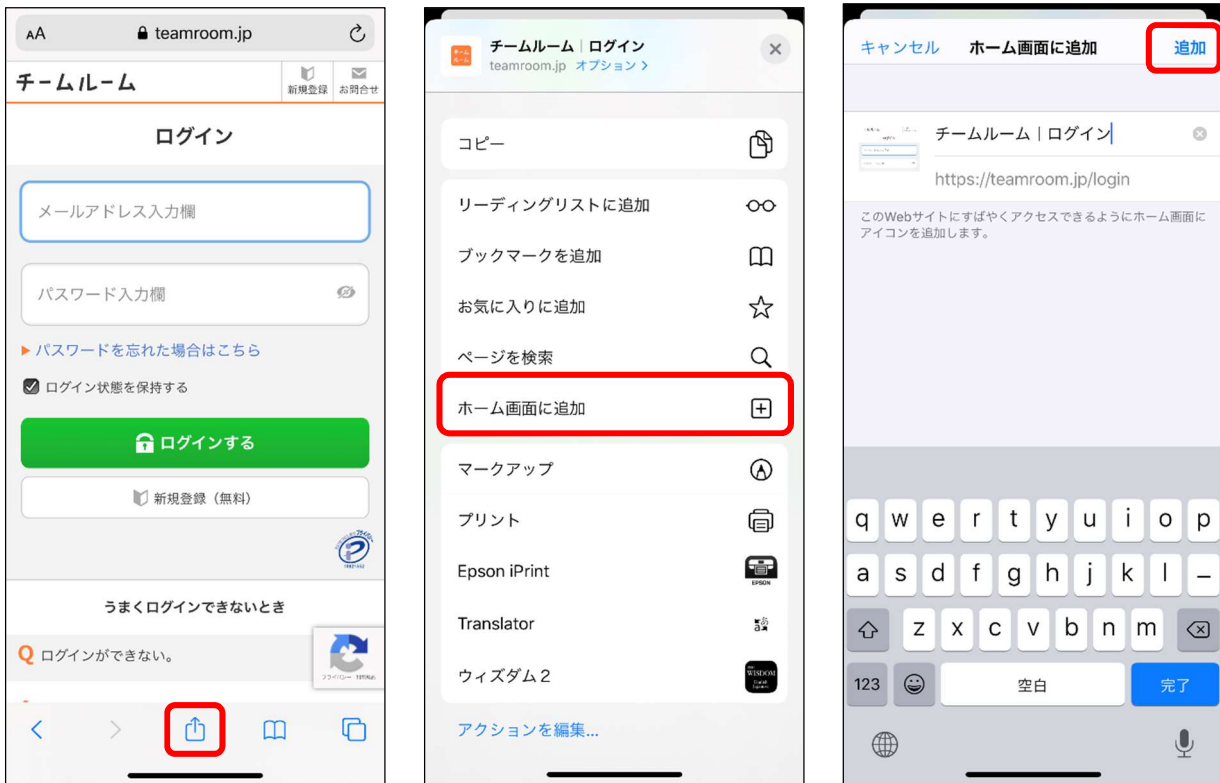 AA
teamroom.jp
チームルーム
新規登録
お問合せ
ログイン
メールアドレス入力欄
パスワード入力欄
パスワードを忘れた場合はこちら
ログイン状態を保持する
ログインする
新規登録(無料)
うまくログインできないとき
Q ログインができない。
チームルーム|ログイン
teamroom.jp オプション
コピー
リーディングリストに追加
ブックマークを追加
お気に入りに追加
ページを検索
ホーム画面に追加
マークアップ
プリント
Epson iPrint
EPSON
Translator
ウィズダム2
WISDOM
アクションを編集...
キャンセル
ホーム画面に追加
追加
チームルーム|ログイン
https://teamroom.jp/login
このWebサイトにすばやくアクセスできるようにホーム画面に
アイコンを追加します。
q w e r t y u i o p
a s d f g h j k l –
z x c v b n m
123
空白
完了